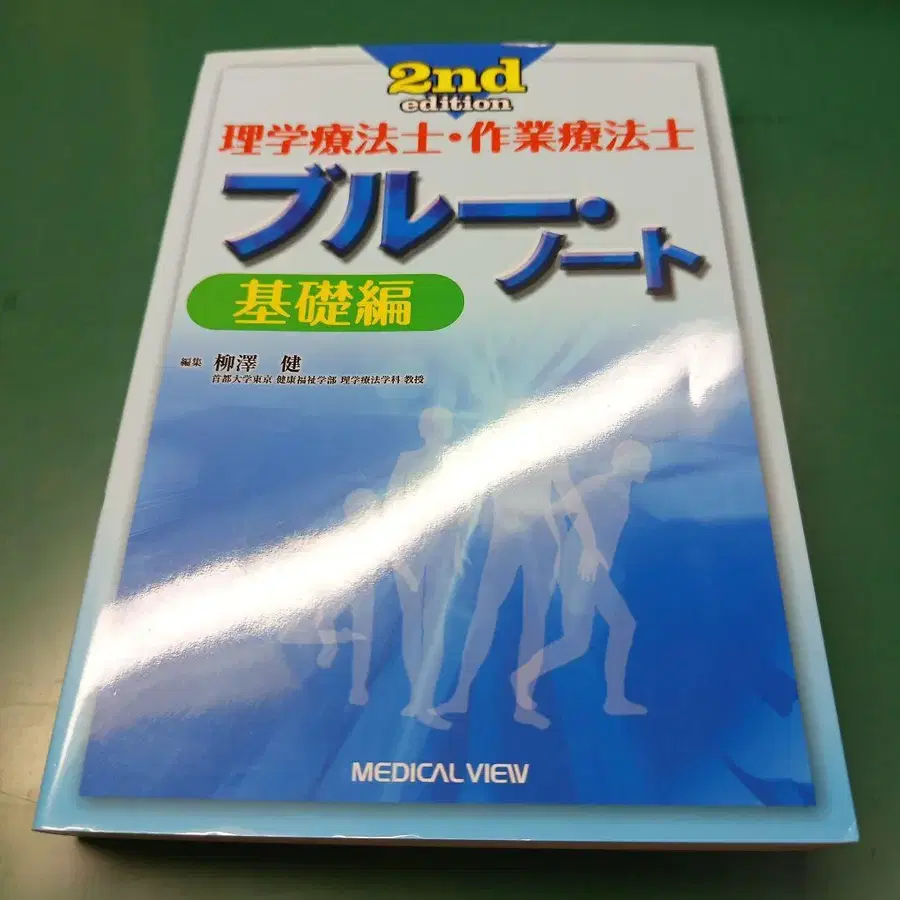 2nd
edition
理学療法士・作業療法士
ブルー・
ノート
基礎編
編集 柳澤 健
首都大学東京 健康福祉学部 理学療法学科 教授
MEDICAL VIEW